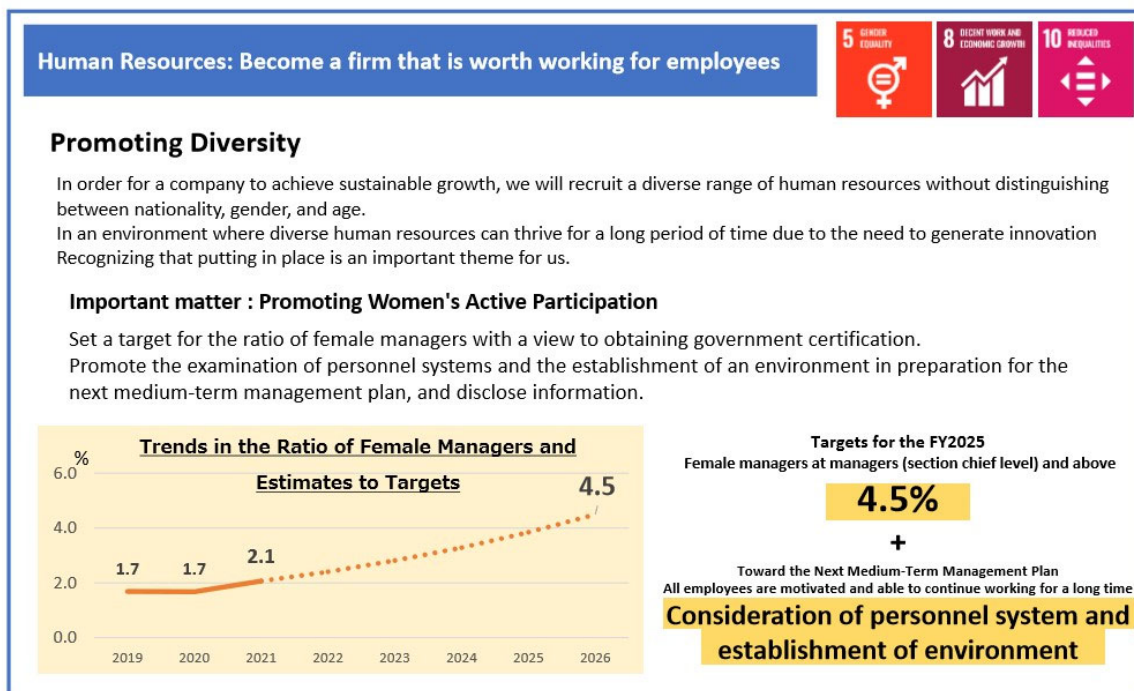 Human Resources: Become a firm that is worth working for employees
5 GENDER EQUALITY
8 DECENT WORK AND ECONOMIC GROWTH
10 REDUCED INEQUALITIES
Promoting Diversity
In order for a company to achieve sustainable growth, we will recruit a diverse range of human resources without distinguishing
between nationality, gender, and age.
In an environment where diverse human resources can thrive for a long period of time due to the need to generate innovation
Recognizing that putting in place is an important theme for us.
Important matter : Promoting Women's Active Participation
Set a target for the ratio of female managers with a view to obtaining government certification.
Promote the examination of personnel systems and the establishment of an environment in preparation for the
next medium-term management plan, and disclose information.
Trends in the Ratio of Female Managers and
Estimates to Targets
%
6.0
4.0
2.0
0.0
1.7
1.7
2.1
4.5
2019 2020 2021 2022 2023 2024 2025 2026
Targets for the FY2025
Female managers at managers (section chief level) and above
4.5%
+
Toward the Next Medium-Term Management Plan
All employees are motivated and able to continue working for a long time
Consideration of personnel system and
establishment of environment